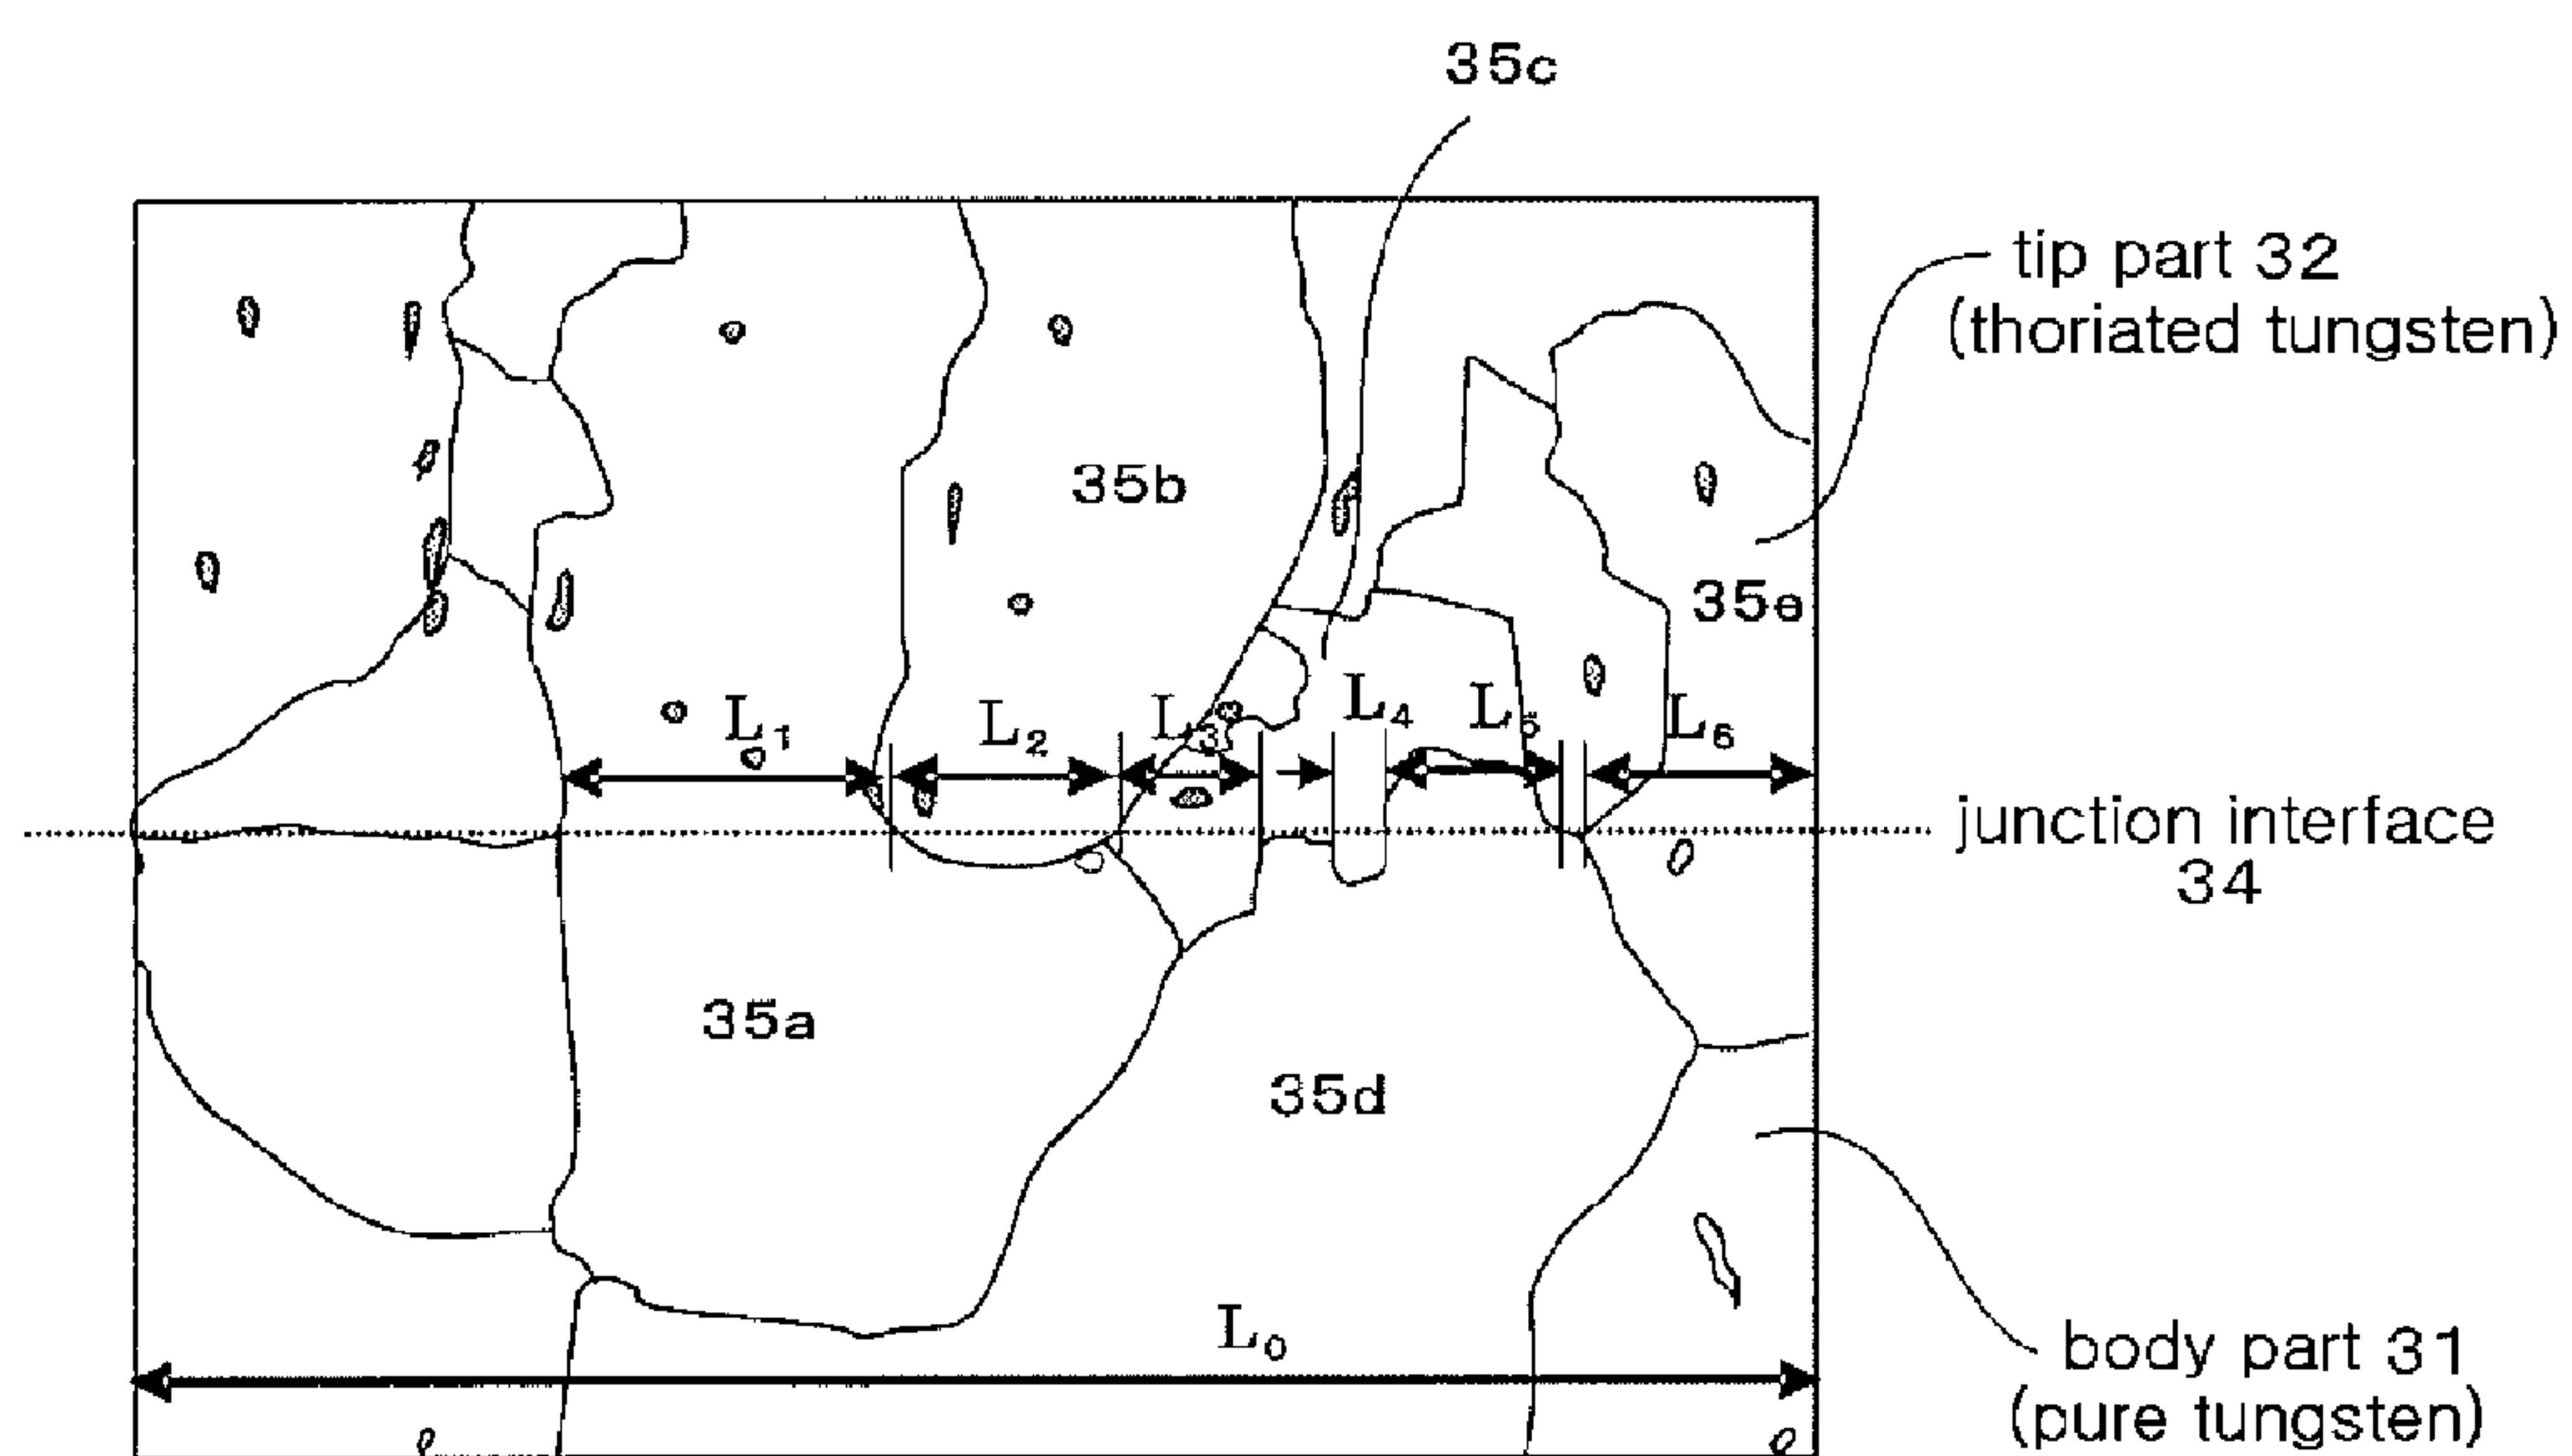 35c
tip part 32
(thoriated tungsten)
35b
35e
L1
L2
L3
L4
L5
L6
junction interface
34
35a
35d
L0
body part 31
(pure tungsten)